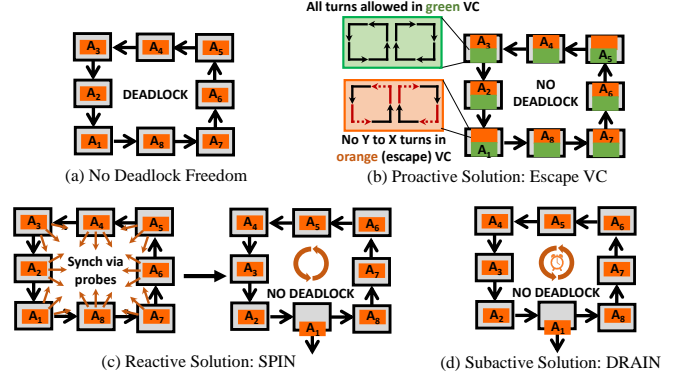 A₃ A₄ A₅
A₂ DEADLOCK A₆
A₁ A₈ A₇
(a) No Deadlock Freedom
All turns allowed in green VC
A₃ A₄ A₅
A₂ NO A₆
DEADLOCK
A₁ A₈ A₇
No Y to X turns in
orange (escape) VC
(b) Proactive Solution: Escape VC
A₃ A₄ A₅
A₂ Synch via A₆
probes
A₁ A₈ A₇
A₄ A₅ A₆
A₃ A₇
NO DEADLOCK
A₂ A₁ A₈
(c) Reactive Solution: SPIN
A₄ A₅ A₆
A₃ A₇
NO DEADLOCK
A₂ A₁ A₈
(d) Subactive Solution: DRAIN